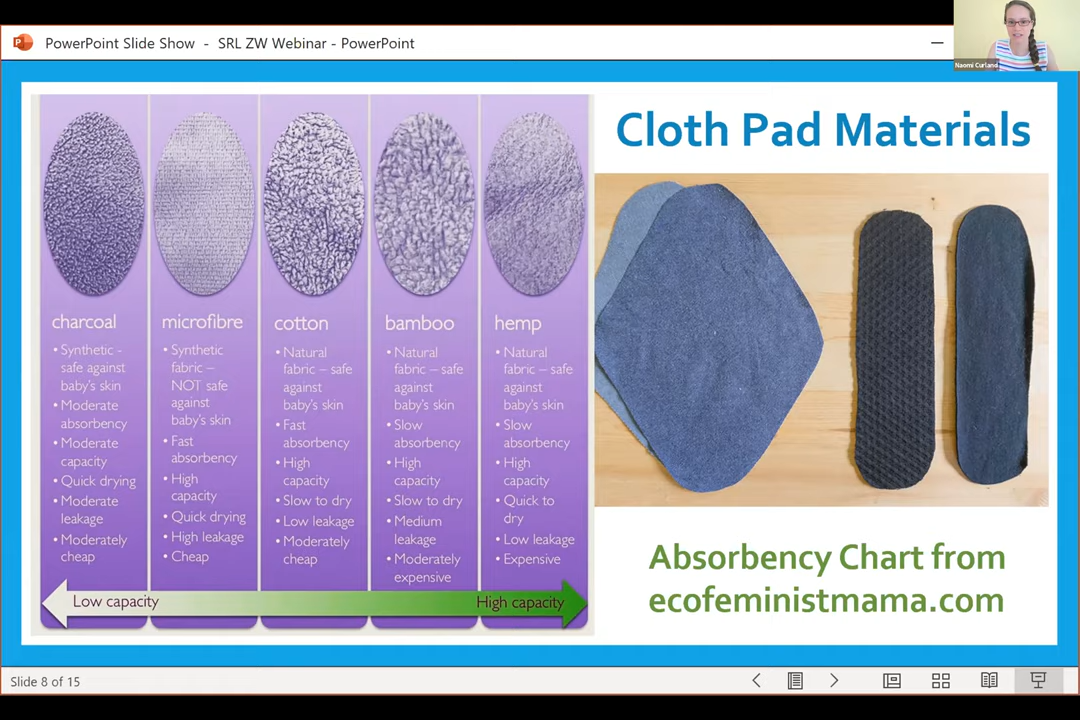 PowerPoint Slide Show - SRL ZW Webinar - PowerPoint
Naomi Curland
Cloth Pad Materials
charcoal
• Synthetic -
safe against
baby's skin
• Moderate
absorbency
• Moderate
capacity
• Quick drying
• Moderate
leakage
• Moderately
cheap
microfibre
• Synthetic
fabric –
NOT safe
against
baby's skin
• Fast
absorbency
• High
capacity
• Quick drying
• High leakage
• Cheap
cotton
• Natural
fabric – safe
against
baby's skin
• Fast
absorbency
• High
capacity
• Slow to dry
• Low leakage
• Moderately
cheap
bamboo
• Natural
fabric – safe
against
baby's skin
• Slow
absorbency
• High
capacity
• Slow to dry
• Medium
leakage
• Moderately
expensive
hemp
• Natural
fabric – safe
against
baby's skin
• Slow
absorbency
• High
capacity
• Quick to
dry
• Low leakage
• Expensive
Low capacity
High capacity
Absorbency Chart from
ecofeministmama.com
Slide 8 of 15